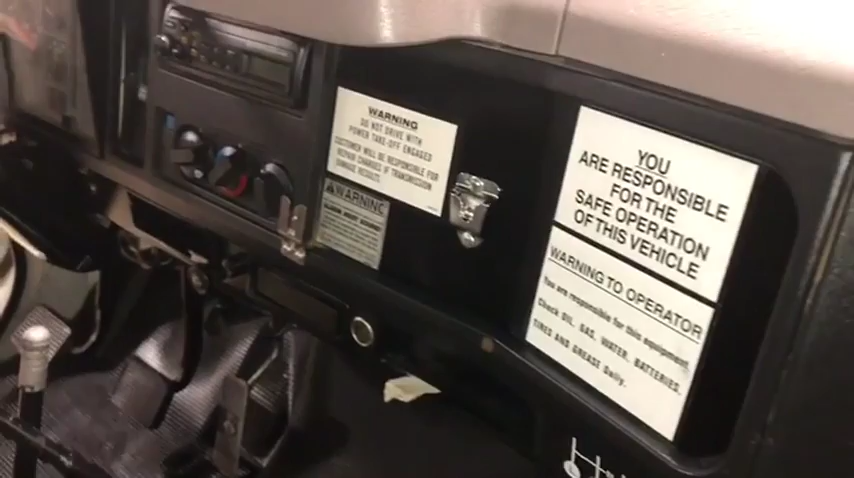 WARNING
DO NOT DRIVE WITH
POWER TAKE-OFF ENGAGED
CUSTOMER WILL BE RESPONSIBLE FOR
REPAIR CHARGES IF TRANSMISSION
DAMAGE RESULTS.
WARNING
YOU
ARE RESPONSIBLE
FOR THE
SAFE OPERATION
OF THIS VEHICLE
WARNING TO OPERATOR
You are responsible for this equipment.
Check OIL, GAS, WATER, BATTERIES,
TIRES AND GREASE Daily.